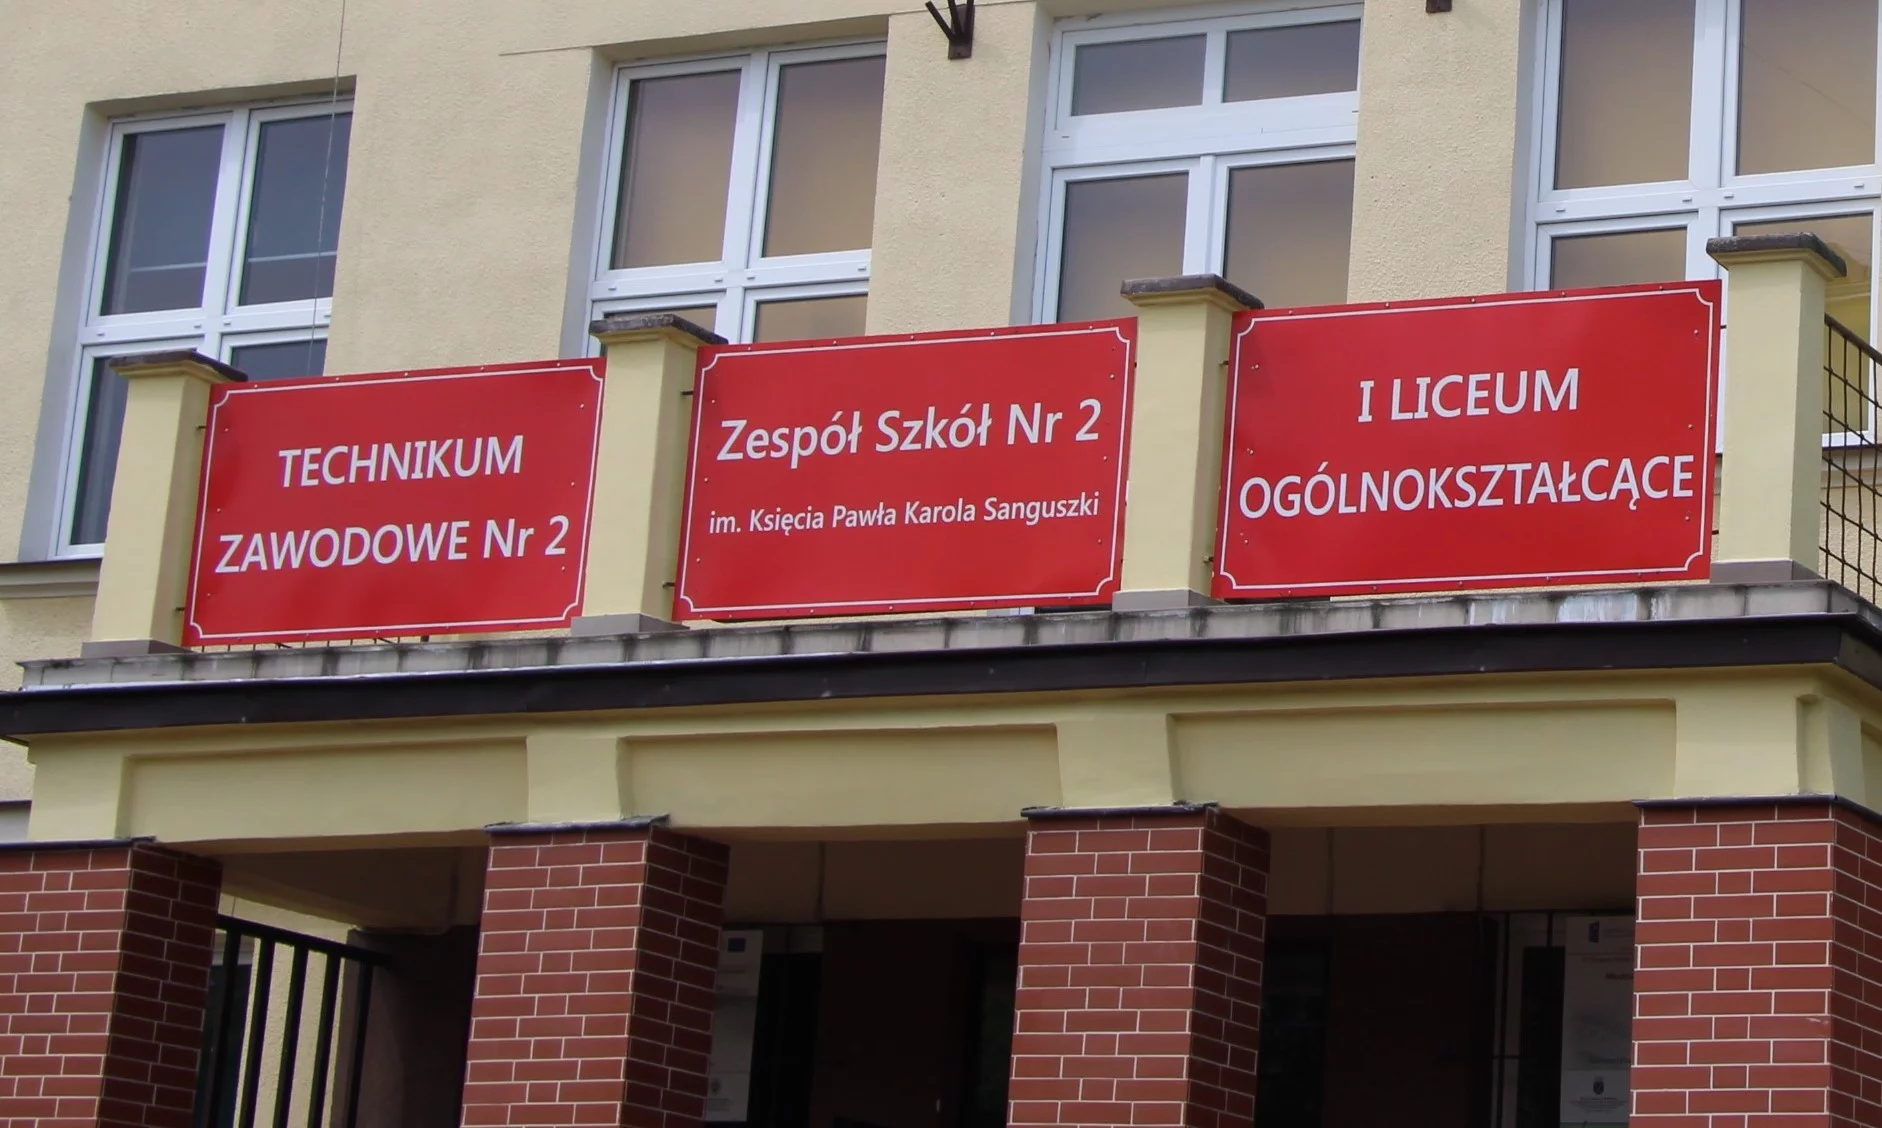 TECHNIKUM
ZAWODOWE Nr 2
Zespół Szkół Nr 2
im. Księcia Pawła Karola Sanguszki
I LICEUM
OGÓLNOKSZTAŁCĄCE